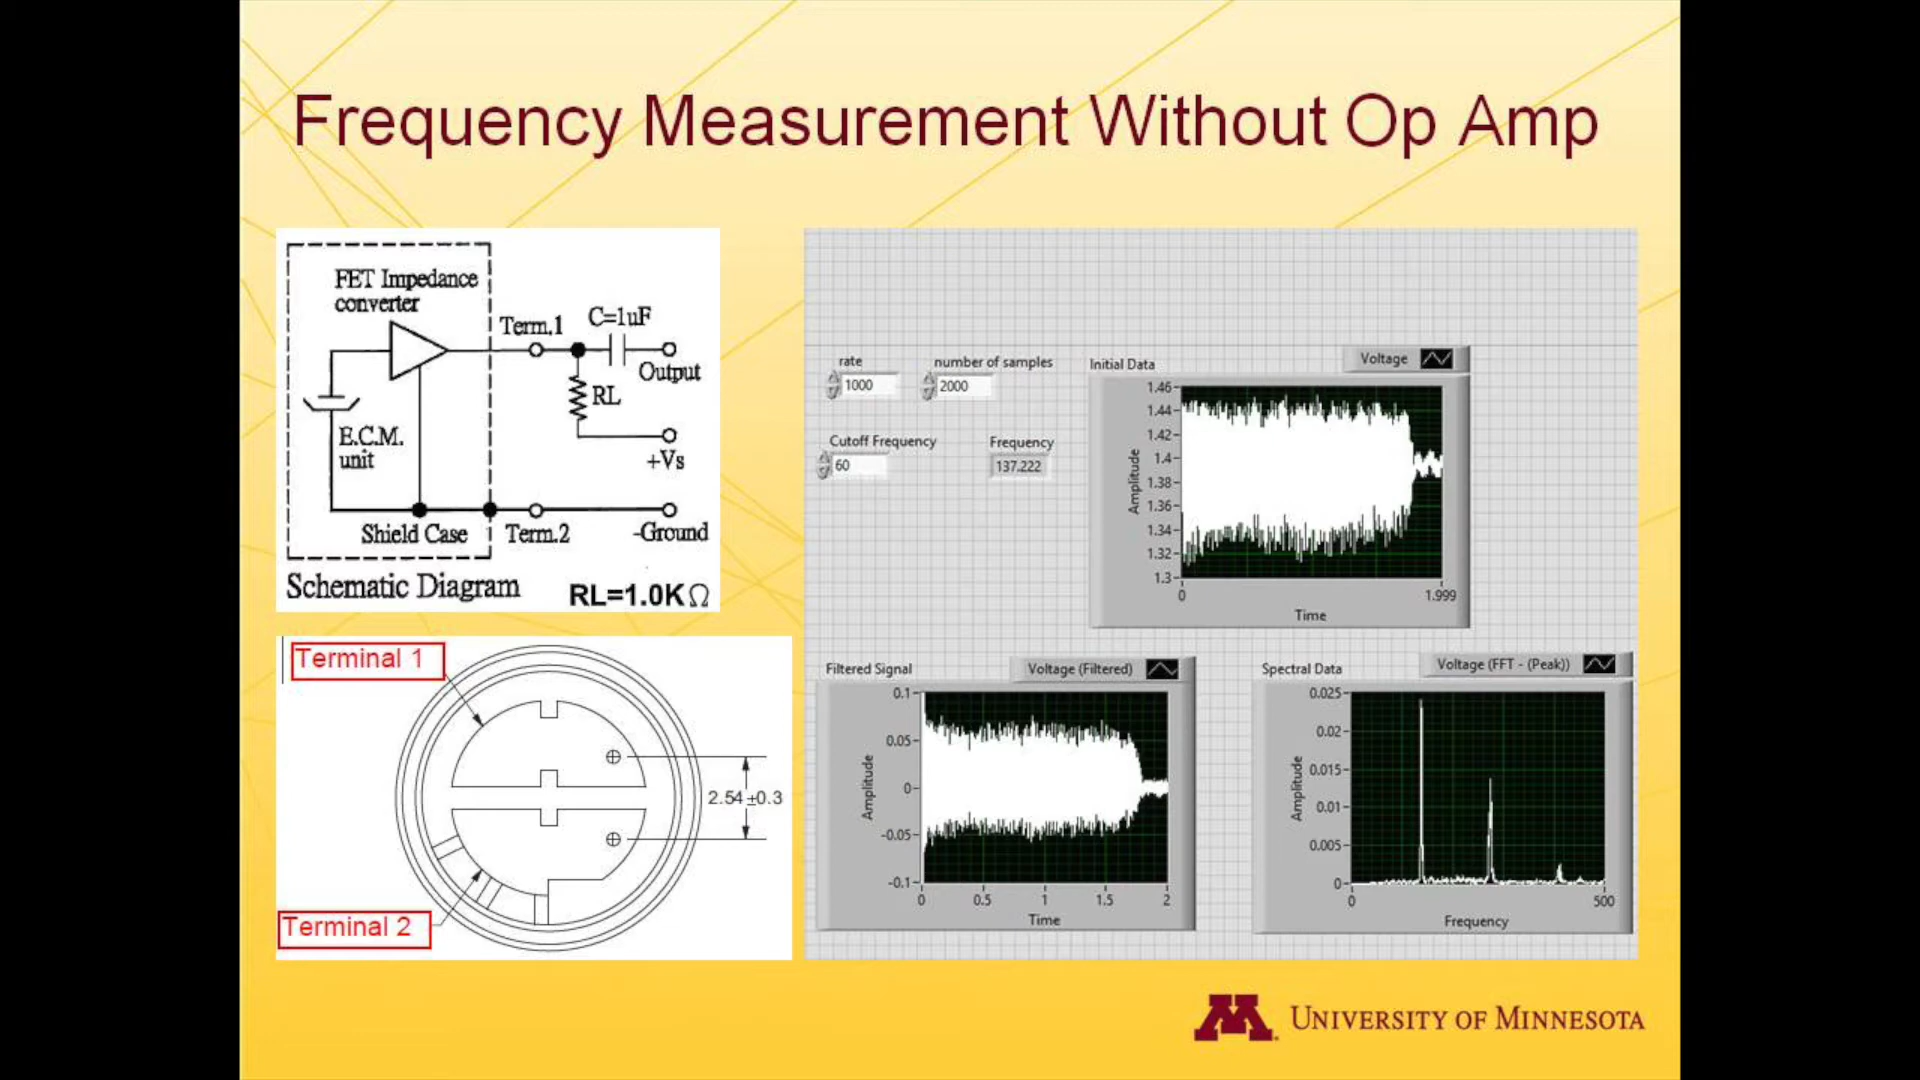 Frequency Measurement Without Op Amp
FET Impedance
converter
Term.1
C=1uF
Output
RL
E.C.M.
unit
+Vs
Shield Case
Term.2
-Ground
Schematic Diagram
RL=1.0KΩ
Terminal 1
2.54 ±0.3
Terminal 2
rate
1000
number of samples
2000
Cutoff Frequency
60
Frequency
137.222
Initial Data
Voltage
1.46
1.44
1.42
1.4
1.38
1.36
1.34
1.32
1.3
Amplitude
0
1.999
Time
Filtered Signal
Voltage (Filtered)
0.1
0.05
0
-0.05
-0.1
Amplitude
0
0.5
1
1.5
2
Time
Spectral Data
Voltage (FFT - (Peak))
0.025
0.02
0.015
0.01
0.005
0
Amplitude
0
500
Frequency
M
UNIVERSITY OF MINNESOTA